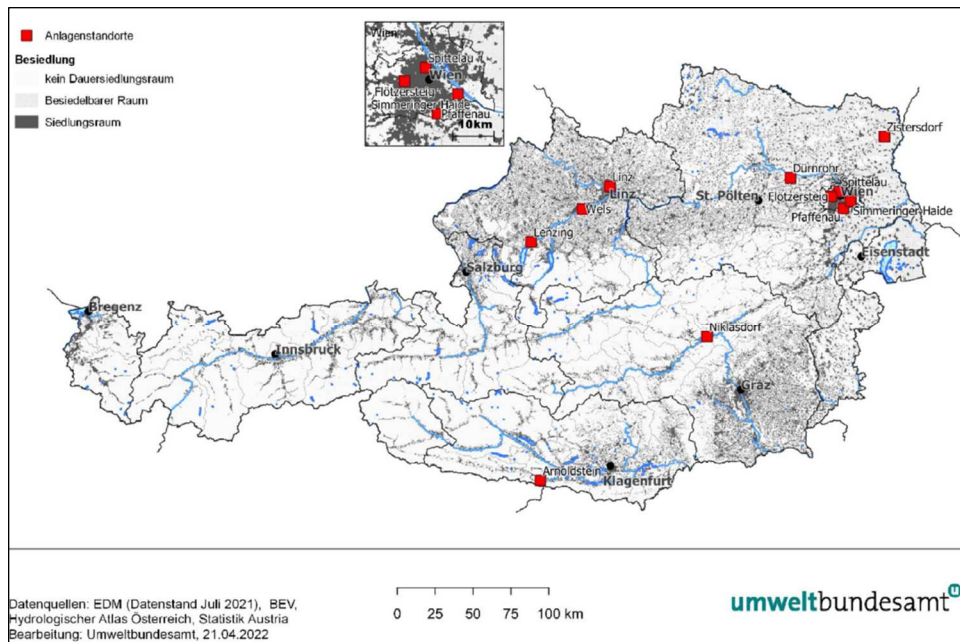 Anlagenstandorte
Besiedlung
kein Dauersiedlungsraum
Besiedelbarer Raum
Siedlungsraum
Wien
Spittelau
Wien
Flötzersteig
Simmeringer Haide
Pfaffenau
10km
Zistersdorf
Dürnrohr
Linz
Linz
St. Pölten
Spittelau
Wien
Flötzersteig
Wels
Pfaffenau
Simmeringer-Haide
Lenzing
Eisenstadt
Salzburg
Bregenz
Niklasdorf
Innsbruck
Graz
Arnoldstein
Klagenfurt
Datenquellen: EDM (Datenstand Juli 2021), BEV,
Hydrologischer Atlas Österreich, Statistik Austria
Bearbeitung: Umweltbundesamt, 21.04.2022
0 25 50 75 100 km
umweltbundesamt u